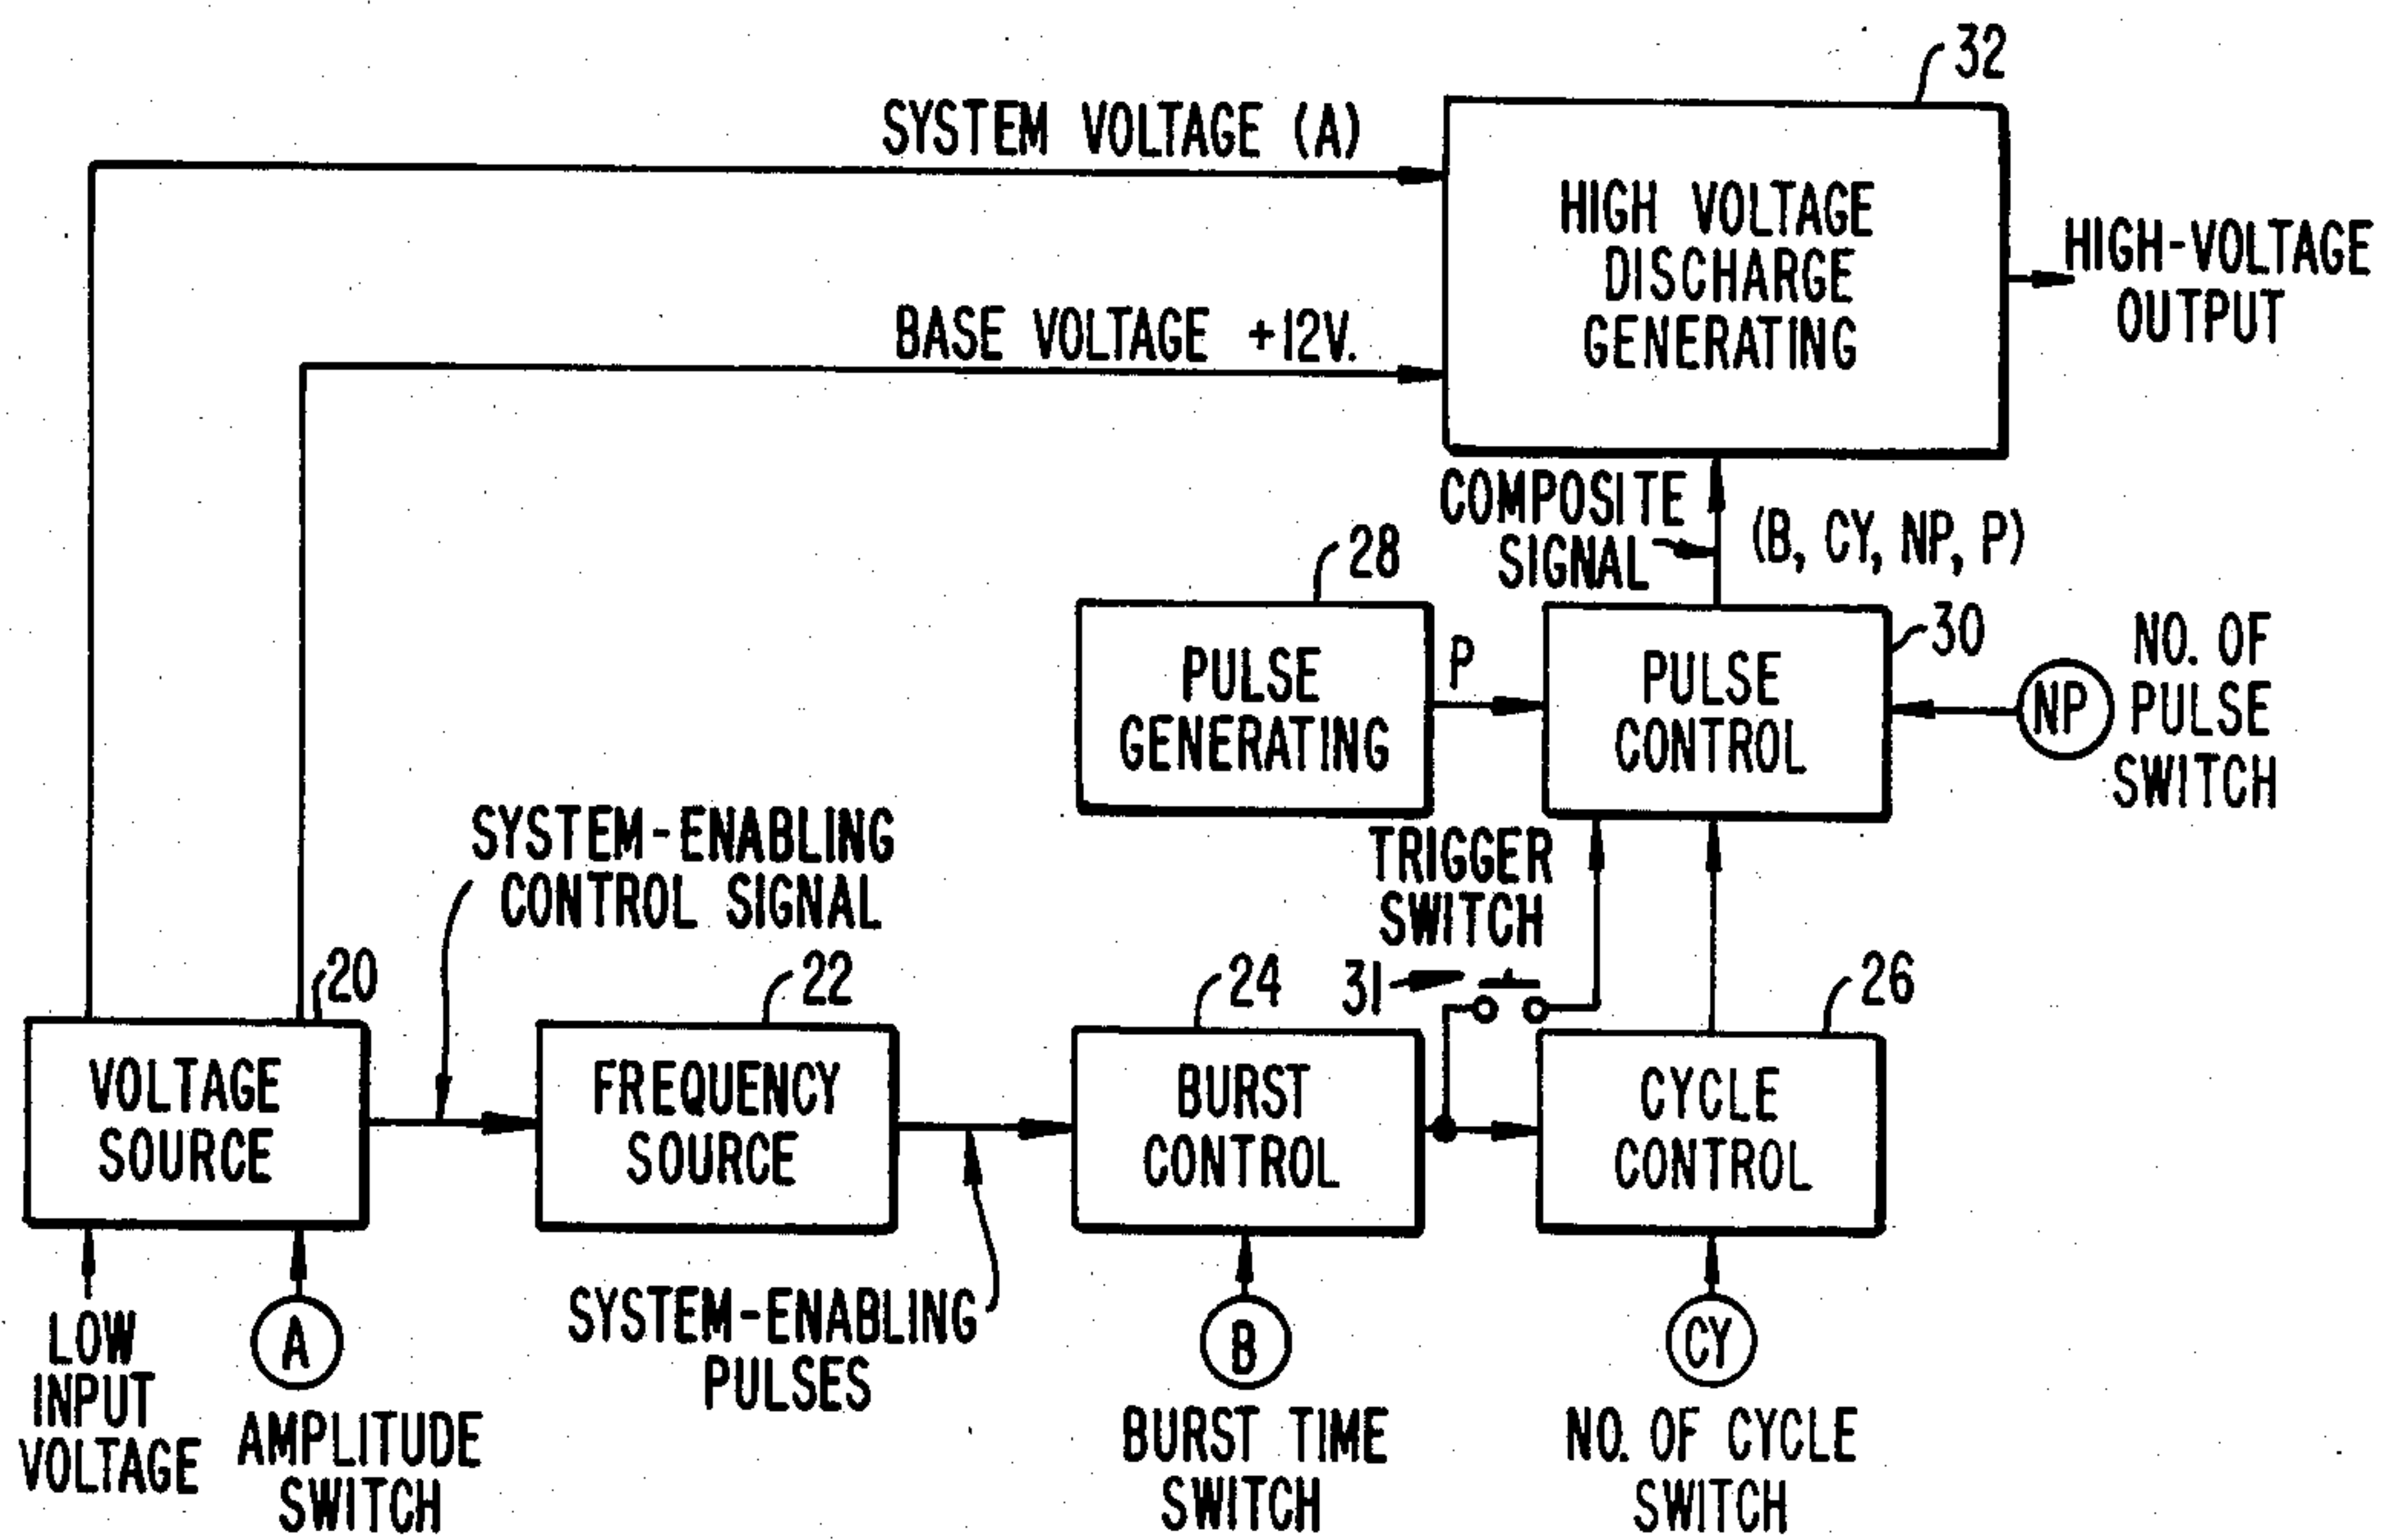 32
SYSTEM VOLTAGE (A)
HIGH VOLTAGE
DISCHARGE
GENERATING
HIGH-VOLTAGE
OUTPUT
BASE VOLTAGE +12V.
COMPOSITE
SIGNAL
(B, CY, NP, P)
28
PULSE
GENERATING
P
30
PULSE
CONTROL
NP
NO. OF
PULSE
SWITCH
SYSTEM-ENABLING
CONTROL SIGNAL
TRIGGER
SWITCH
31
20
VOLTAGE
SOURCE
22
FREQUENCY
SOURCE
24
BURST
CONTROL
26
CYCLE
CONTROL
LOW
INPUT
VOLTAGE
A
AMPLITUDE
SWITCH
SYSTEM-ENABLING
PULSES
B
BURST TIME
SWITCH
CY
NO. OF CYCLE
SWITCH